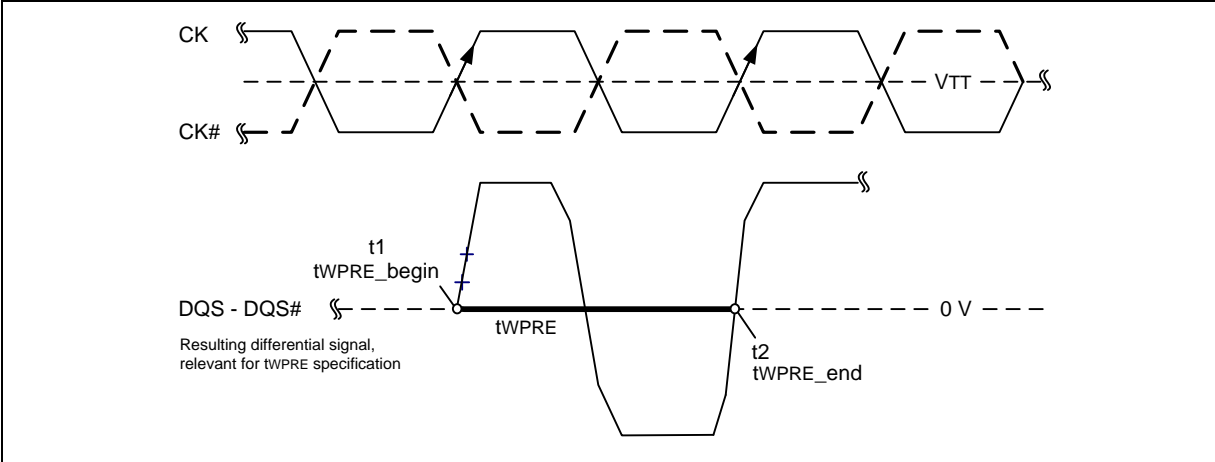 CK
VTT
CK#
t1
tWPRE_begin
DQS - DQS#
0 V
tWPRE
Resulting differential signal,
relevant for tWPRE specification
t2
tWPRE_end